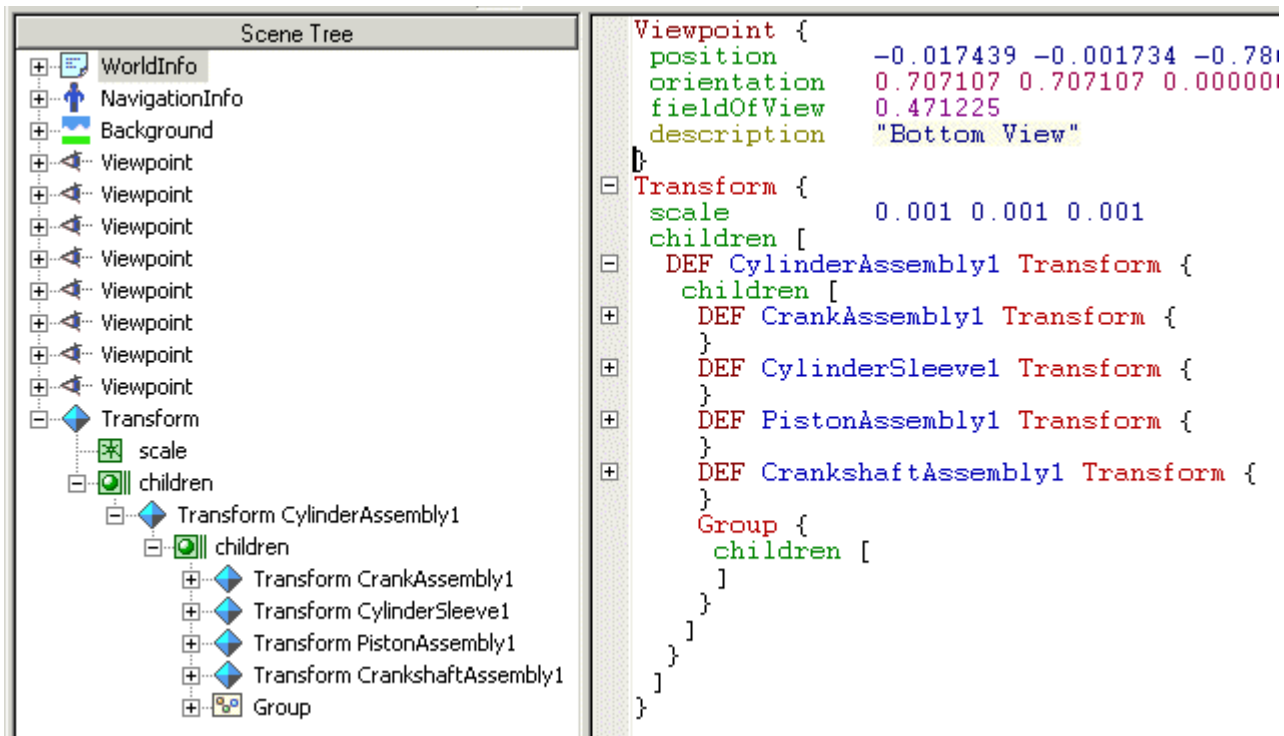 Scene Tree
WorldInfo
NavigationInfo
Background
Viewpoint
Viewpoint
Viewpoint
Viewpoint
Viewpoint
Viewpoint
Viewpoint
Viewpoint
Transform
scale
children
Transform CylinderAssembly1
children
Transform CrankAssembly1
Transform CylinderSleeve1
Transform PistonAssembly1
Transform CrankshaftAssembly1
Group
Viewpoint {
position -0.017439 -0.001734
orientation 0.707107 0.707107
fieldOfView 0.471225
description "Bottom View"
}
Transform {
scale 0.001 0.001 0.001
children [
DEF CylinderAssembly1 Transform {
children [
DEF CrankAssembly1 Transform {
}
DEF CylinderSleeve1 Transform {
}
DEF PistonAssembly1 Transform {
}
DEF CrankshaftAssembly1 Transform {
}
Group {
children [
]
}
]
}
]
}